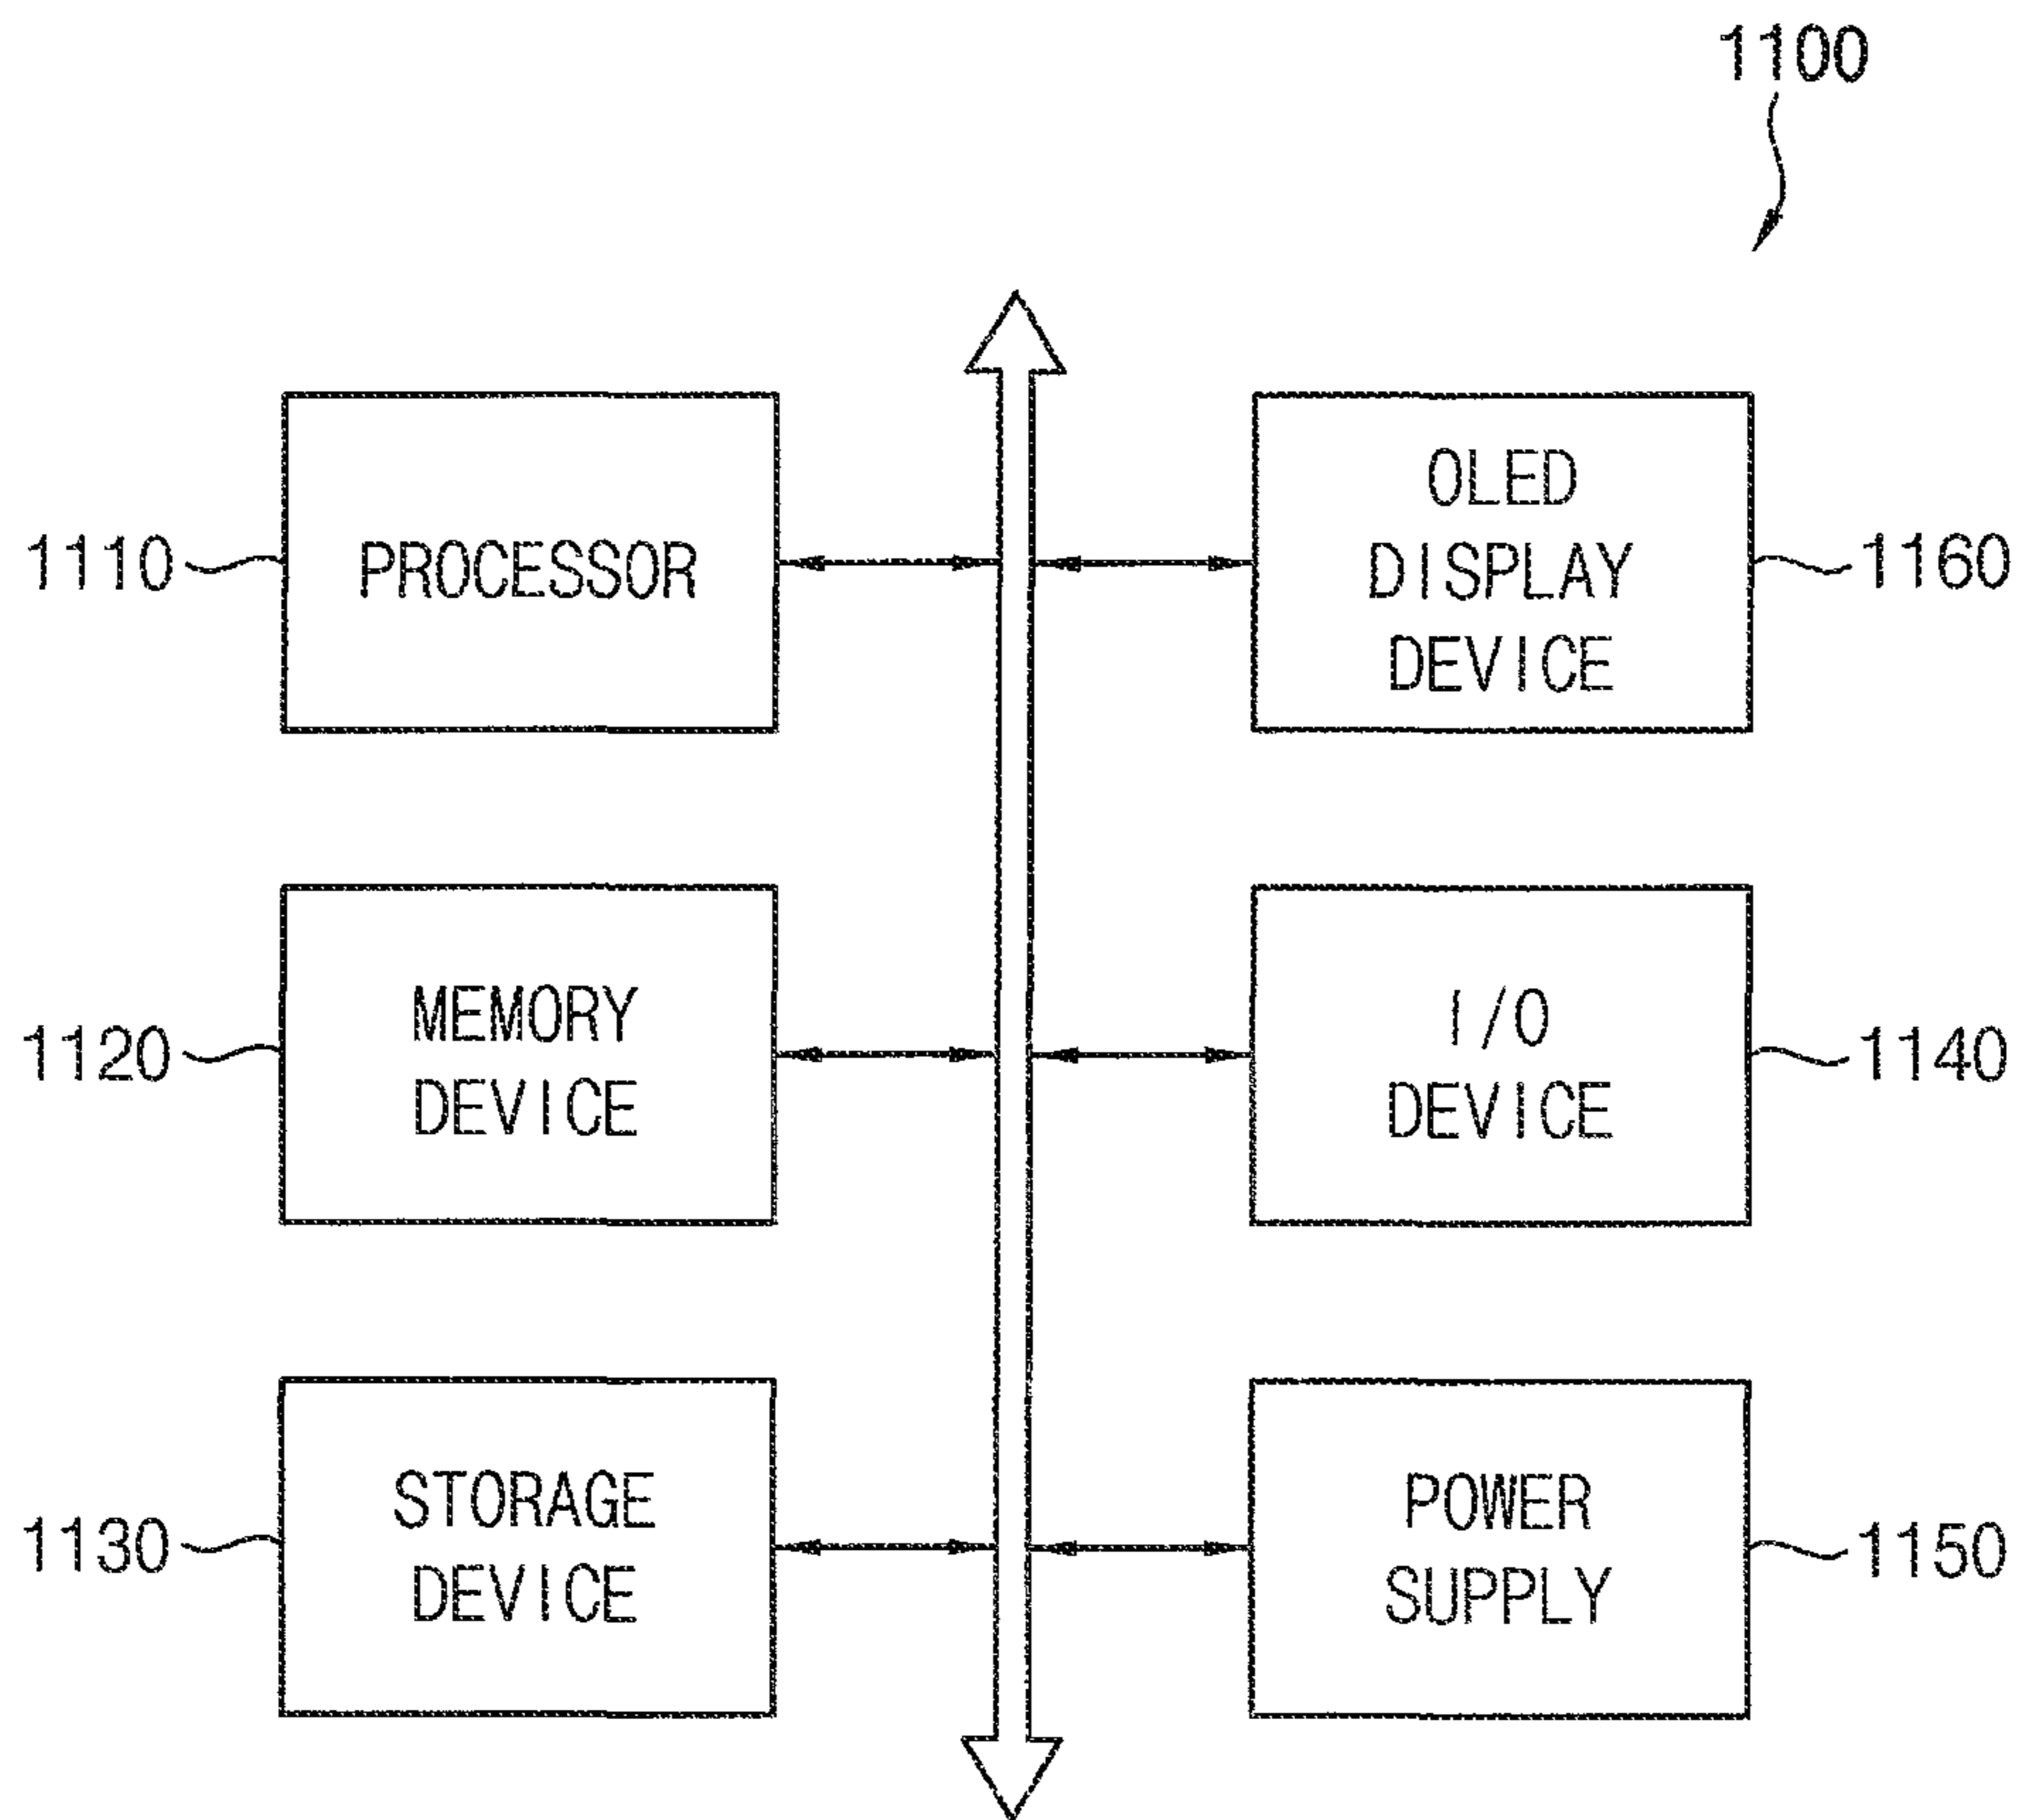 1100
1110
PROCESSOR
OLED
DISPLAY
DEVICE
1160
1120
MEMORY
DEVICE
I/O
DEVICE
1140
1130
STORAGE
DEVICE
POWER
SUPPLY
1150